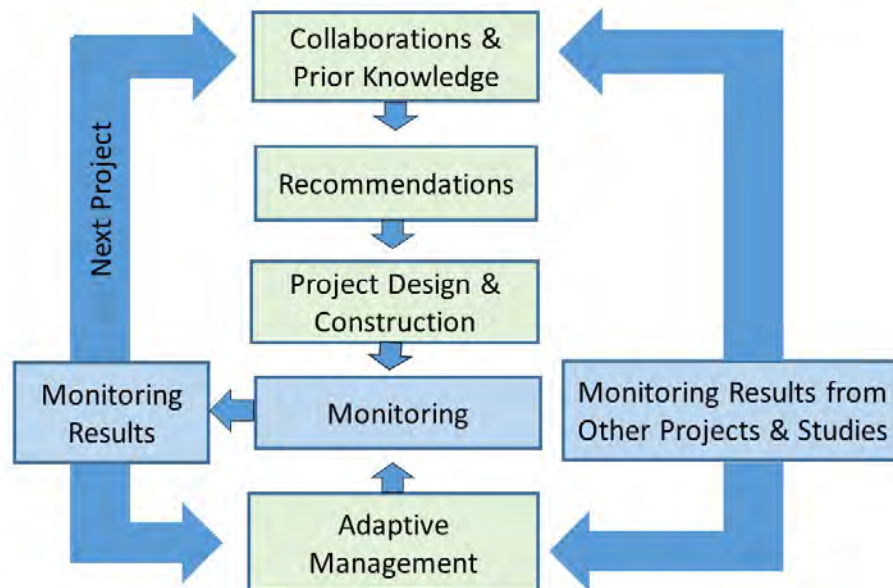 Collaborations &
Prior Knowledge
Next Project
Recommendations
Project Design &
Construction
Monitoring
Results
Monitoring
Monitoring Results from
Other Projects & Studies
Adaptive
Management